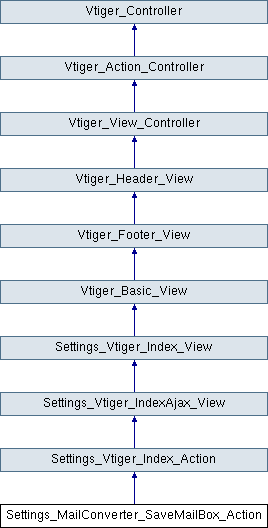 Vtiger_Controller
Vtiger_Action_Controller
Vtiger_View_Controller
Vtiger_Header_View
Vtiger_Footer_View
Vtiger_Basic_View
Settings_Vtiger_Index_View
Settings_Vtiger_IndexAjax_View
Settings_Vtiger_Index_Action
Settings_MailConverter_SaveMailBox_Action